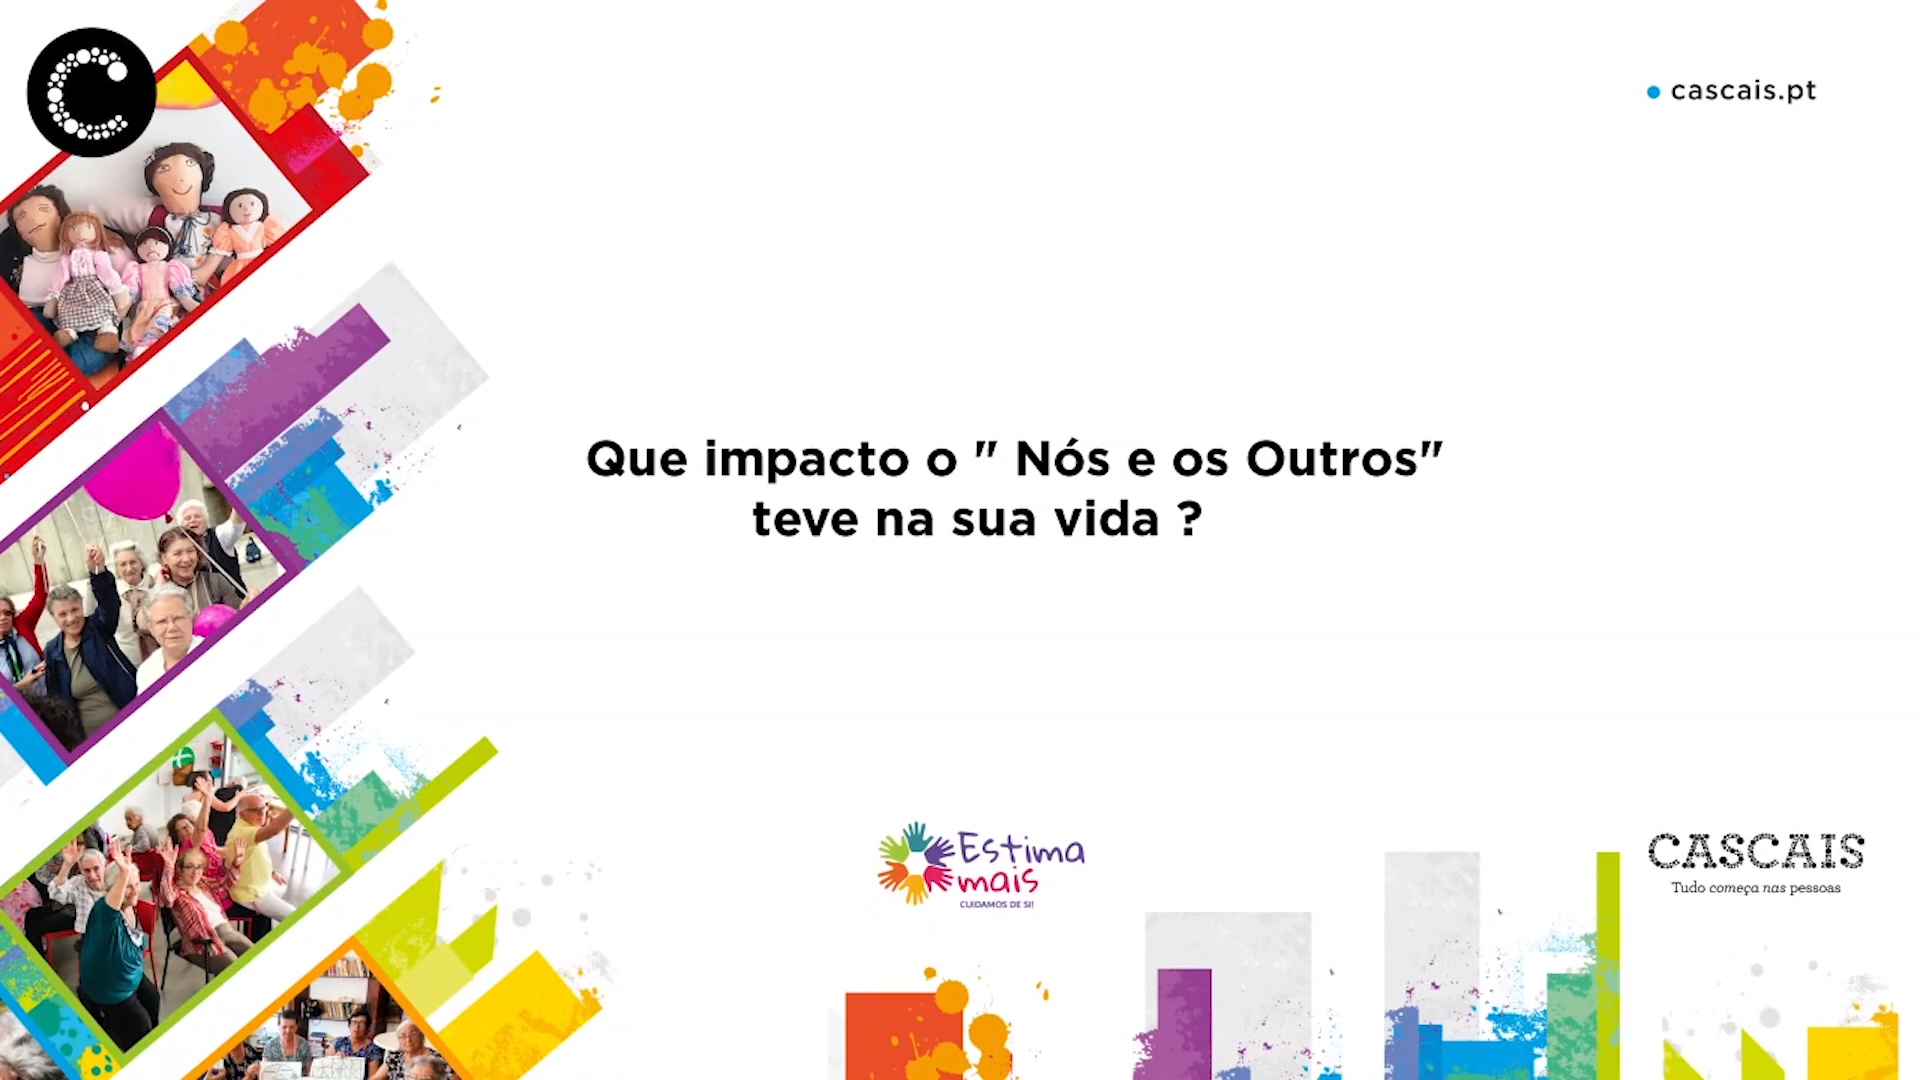 cascais.pt
Que impacto o " Nós e os Outros"
teve na sua vida ?
Estima
mais
CUIDAMOS DE SI!
CASCAIS
Tudo começa nas pessoas